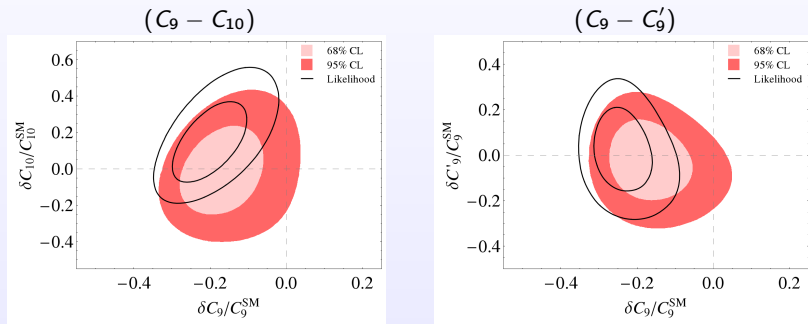 (C₉ − C₁₀)
68% CL
95% CL
Likelihood
δC₁₀/C₁₀^SM
0.6
0.4
0.2
0.0
−0.2
−0.4
−0.4
−0.2
0.0
0.2
δC₉/C₉^SM
(C₉ − C₉′)
68% CL
95% CL
Likelihood
δC'₉/C₉^SM
0.4
0.2
0.0
−0.2
−0.4
−0.4
−0.2
0.0
0.2
δC₉/C₉^SM